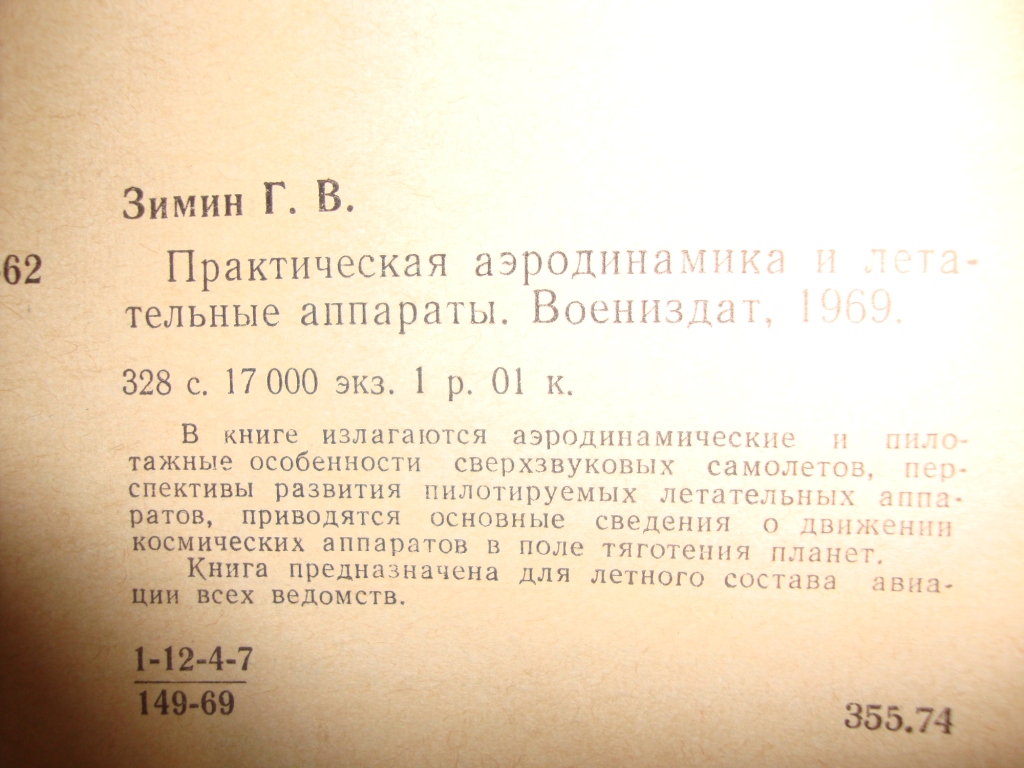 Зимин Г. В.
62
Практическая аэродинамика и лета-
тельные аппараты. Воениздат, 1969.
328 с. 17 000 экз. 1 р. 01 к.
В книге излагаются аэродинамические и пило-
тажные особенности сверхзвуковых самолетов, пер-
спективы развития пилотируемых летательных аппа-
ратов, приводятся основные сведения о движении
космических аппаратов в поле тяготения планет.
Книга предназначена для летного состава авиа-
ции всех ведомств.
1-12-4-7
149-69
355.74